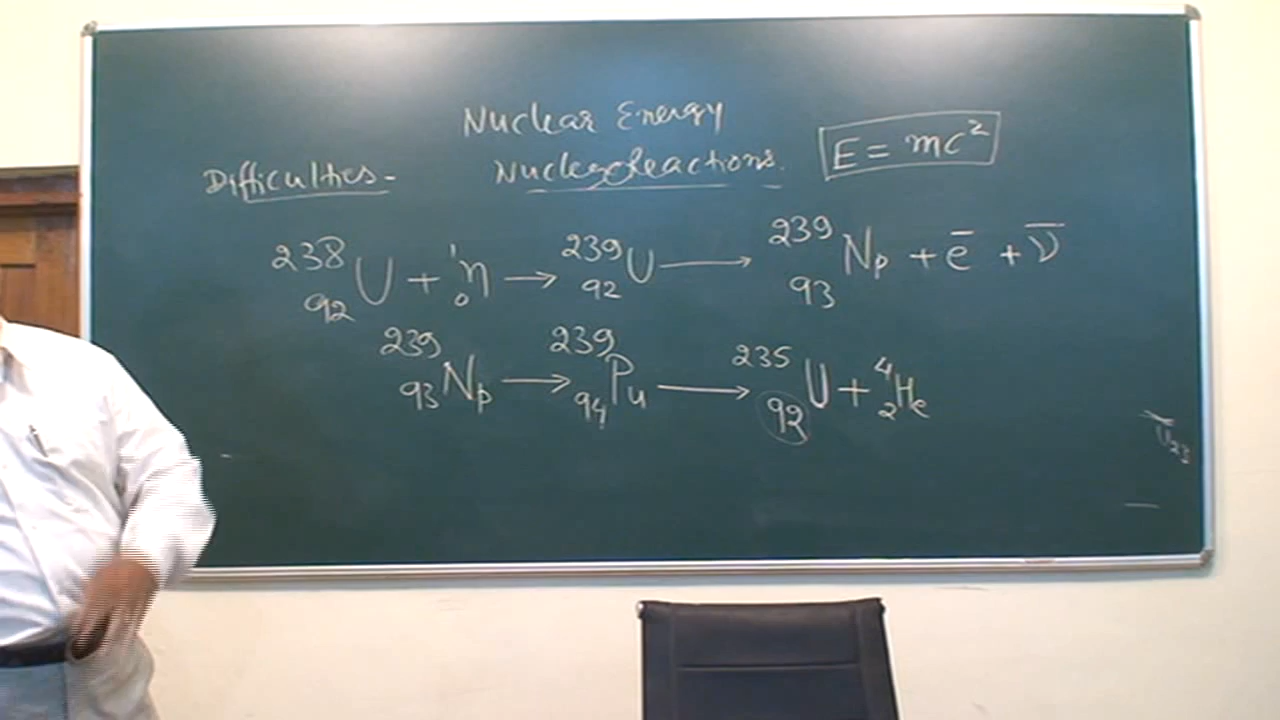 Nuclear Energy
Difficulties - Nuclear Reactions. E = mc²
²³⁸₉₂U + ¹₀n → ²³⁹₉₂U → ²³⁹₉₃Np + e̅ + ν̅
²³⁹₉₃Np → ²³⁹₉₄Pu → ²³⁵₉₂U + ⁴₂He